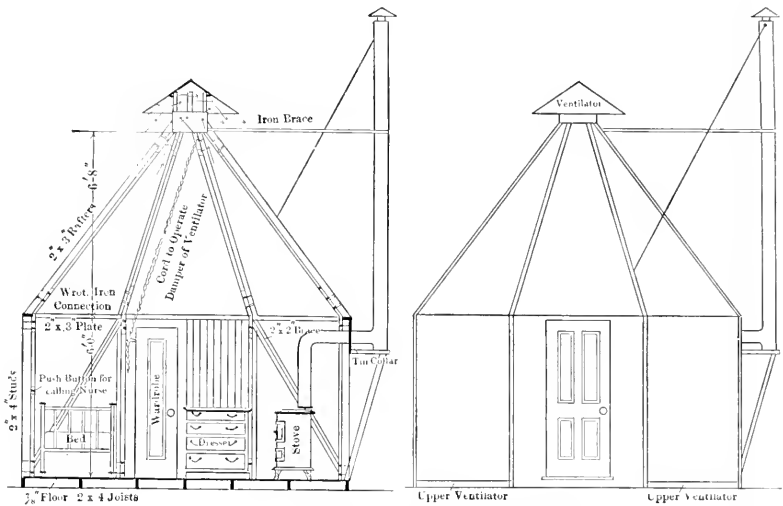 Iron Brace
2" x 3" Rafters
6'-8"
Cord to Operate
Damper of Ventilator
Wrot. Iron
Connection
2" x 3" Plate
6'-0"
2" x 2" Brace
Tin Collar
2" x 4" Studs
Push Button for
calling Nurse
Bed
Wardrobe
Dresser
Stove
⅞" Floor 2 x 4 Joists
Ventilator
Upper Ventilator
Upper Ventilator